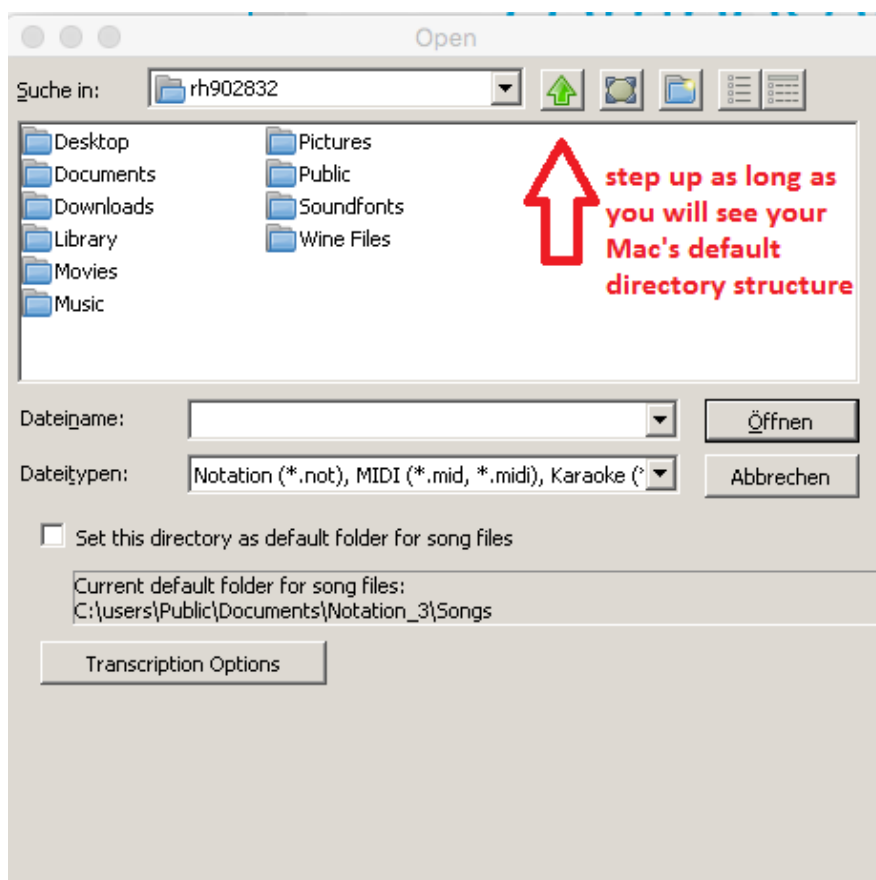 Open
Suche in:
rh902832
Desktop
Documents
Downloads
Library
Movies
Music
Pictures
Public
Soundfonts
Wine Files
step up as long as
you will see your
Mac's default
directory structure
Dateiname:
Öffnen
Dateitypen:
Notation (*.not), MIDI (*.mid, *.midi), Karaoke (*
Abbrechen
Set this directory as default folder for song files
Current default folder for song files:
C:\users\Public\Documents\Notation_3\Songs
Transcription Options